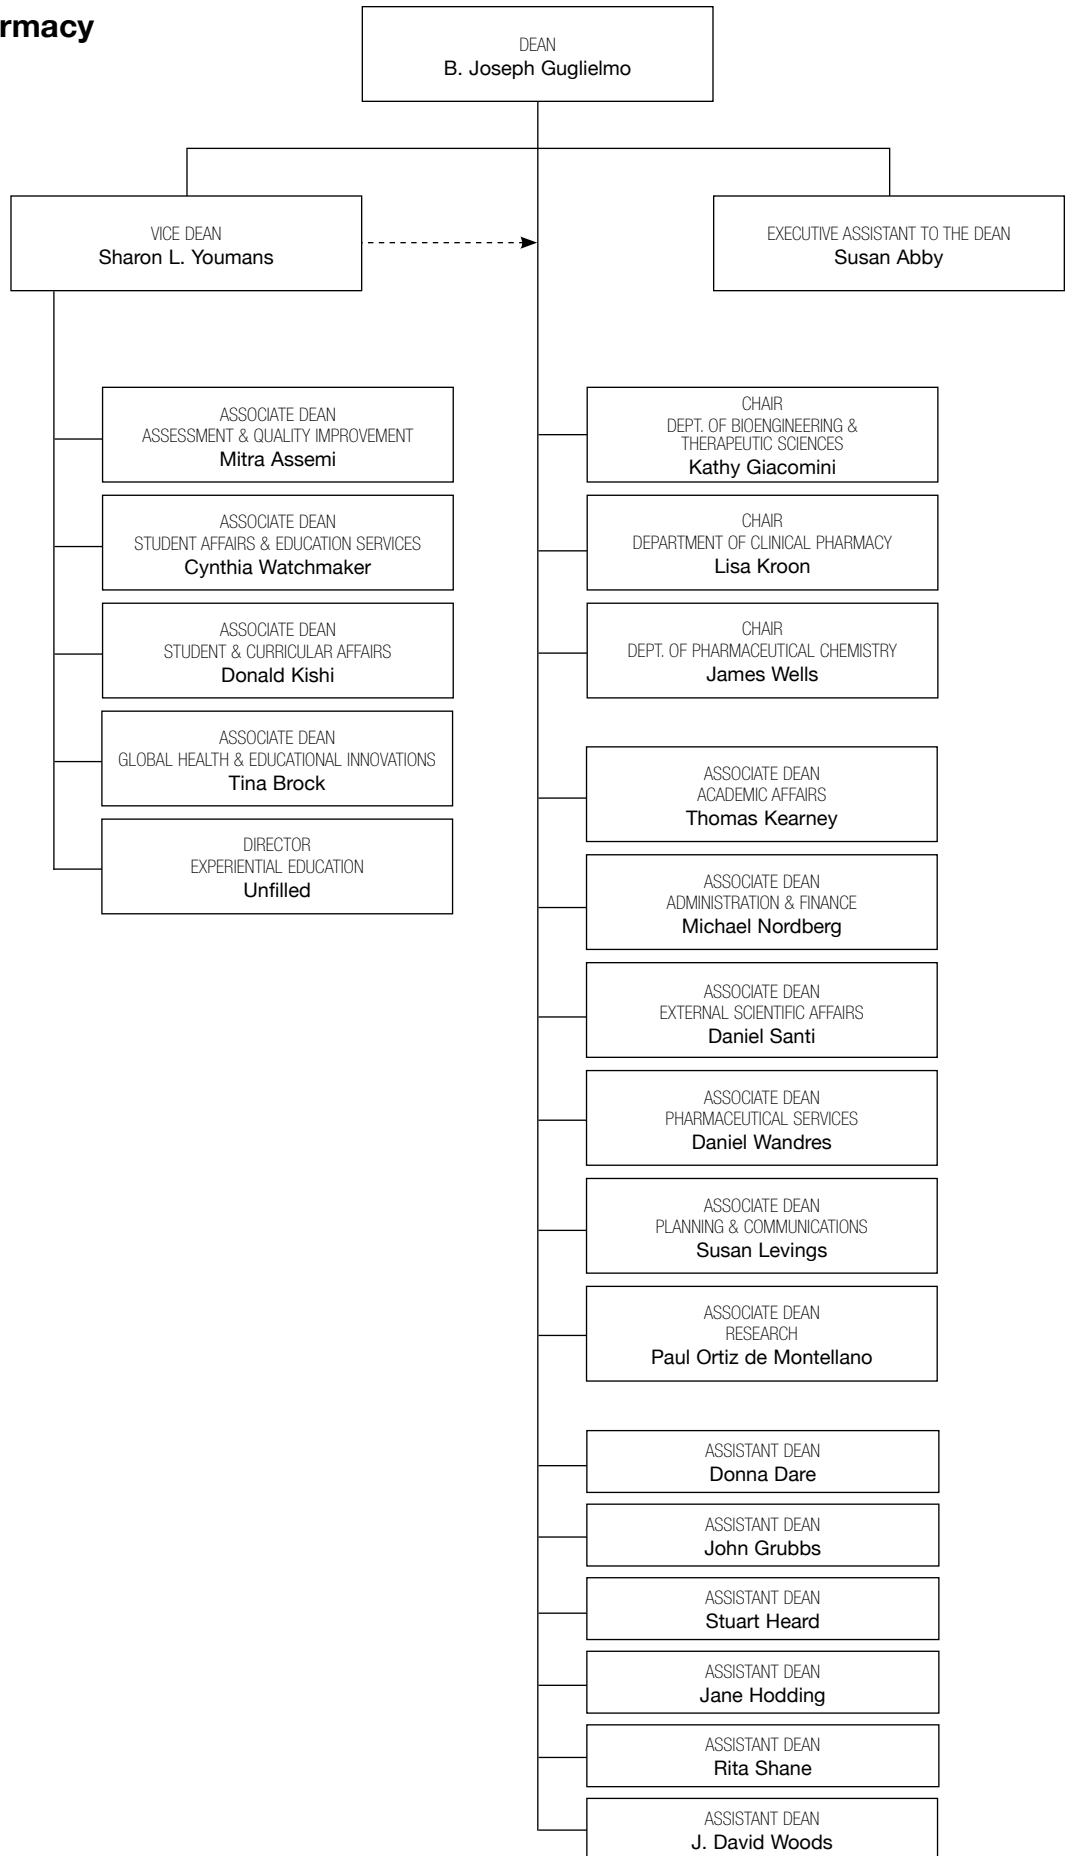 rmacy
DEAN
B. Joseph Guglielmo
VICE DEAN
Sharon L. Youmans
EXECUTIVE ASSISTANT TO THE DEAN
Susan Abby
ASSOCIATE DEAN
ASSESSMENT & QUALITY IMPROVEMENT
Mitra Assemi
ASSOCIATE DEAN
STUDENT AFFAIRS & EDUCATION SERVICES
Cynthia Watchmaker
ASSOCIATE DEAN
STUDENT & CURRICULAR AFFAIRS
Donald Kishi
ASSOCIATE DEAN
GLOBAL HEALTH & EDUCATIONAL INNOVATIONS
Tina Brock
DIRECTOR
EXPERIENTIAL EDUCATION
Unfilled
CHAIR
DEPT. OF BIOENGINEERING &
THERAPEUTIC SCIENCES
Kathy Giacomini
CHAIR
DEPARTMENT OF CLINICAL PHARMACY
Lisa Kroon
CHAIR
DEPT. OF PHARMACEUTICAL CHEMISTRY
James Wells
ASSOCIATE DEAN
ACADEMIC AFFAIRS
Thomas Kearney
ASSOCIATE DEAN
ADMINISTRATION & FINANCE
Michael Nordberg
ASSOCIATE DEAN
EXTERNAL SCIENTIFIC AFFAIRS
Daniel Santi
ASSOCIATE DEAN
PHARMACEUTICAL SERVICES
Daniel Wandres
ASSOCIATE DEAN
PLANNING & COMMUNICATIONS
Susan Levings
ASSOCIATE DEAN
RESEARCH
Paul Ortiz de Montellano
ASSISTANT DEAN
Donna Dare
ASSISTANT DEAN
John Grubbs
ASSISTANT DEAN
Stuart Heard
ASSISTANT DEAN
Jane Hodding
ASSISTANT DEAN
Rita Shane
ASSISTANT DEAN
J. David Woods